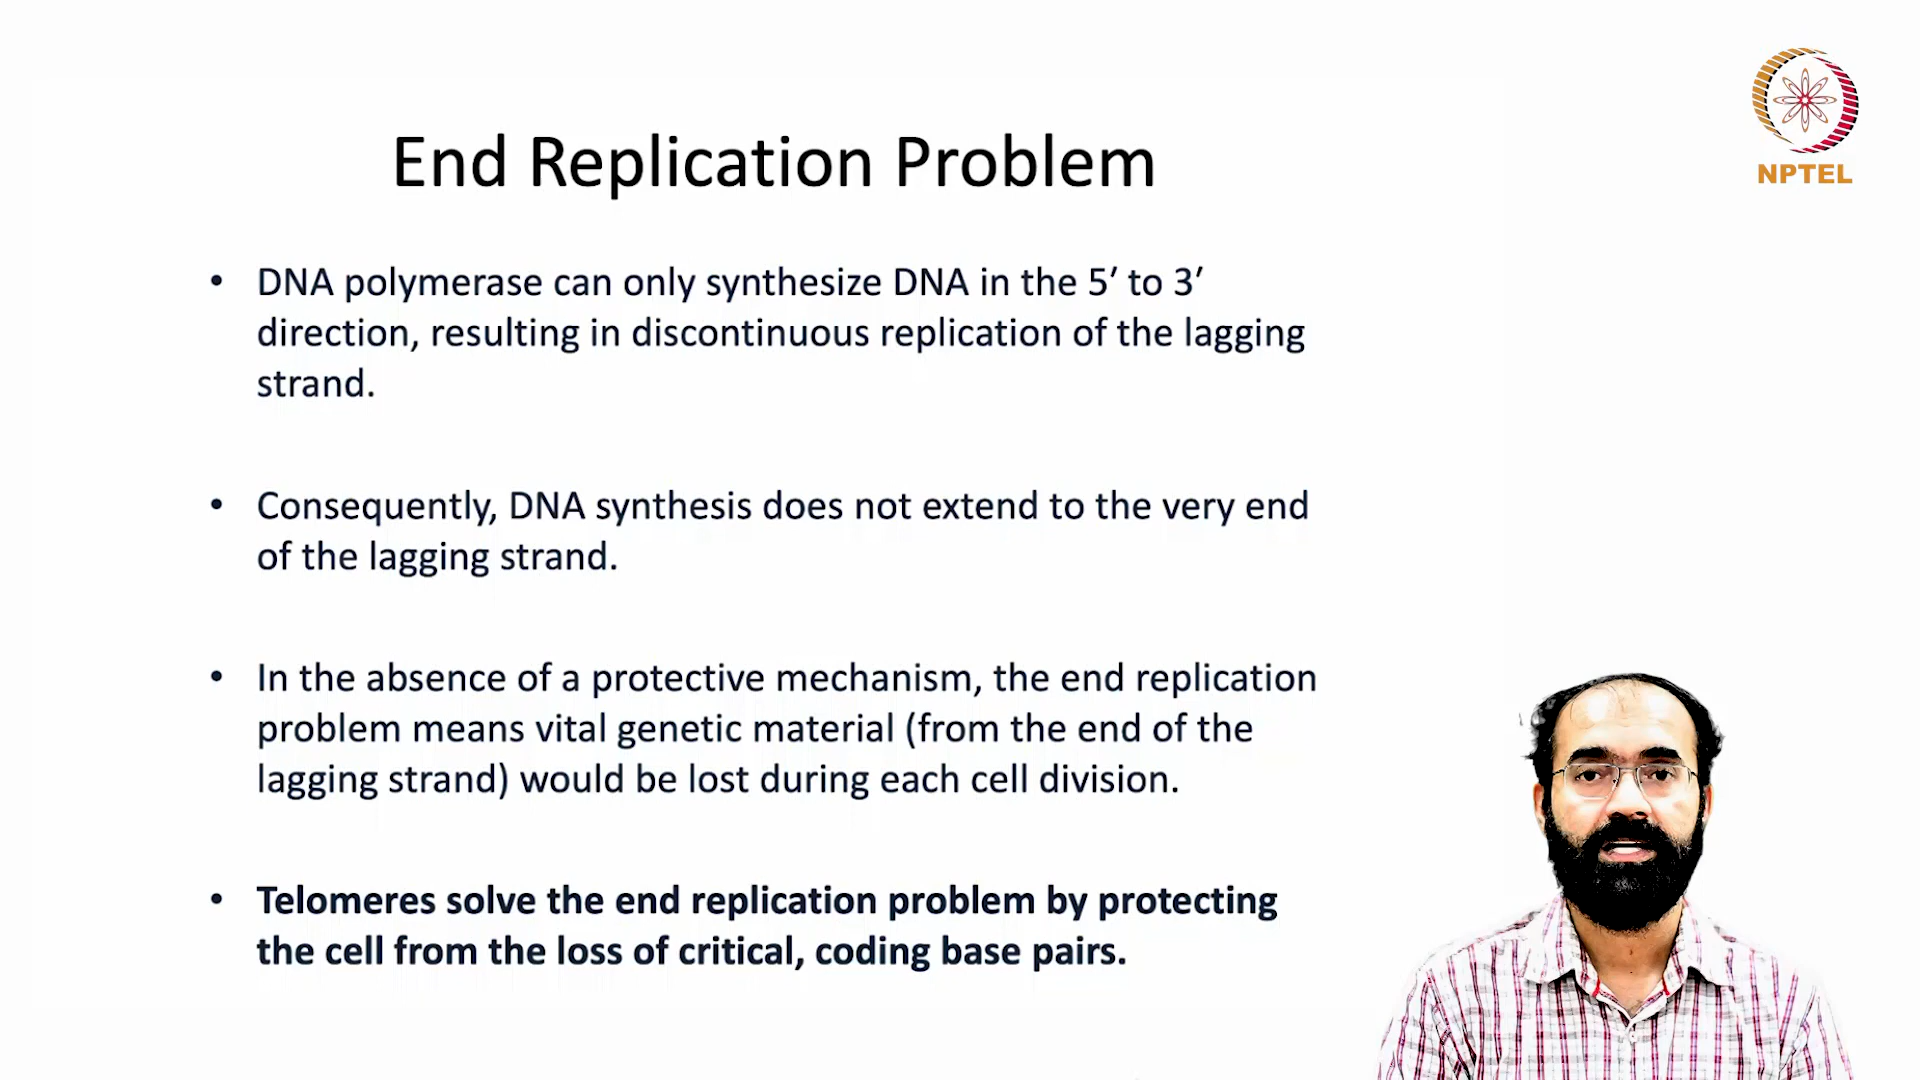 NPTEL
End Replication Problem
• DNA polymerase can only synthesize DNA in the 5′ to 3′
direction, resulting in discontinuous replication of the lagging
strand.
• Consequently, DNA synthesis does not extend to the very end
of the lagging strand.
• In the absence of a protective mechanism, the end replication
problem means vital genetic material (from the end of the
lagging strand) would be lost during each cell division.
• Telomeres solve the end replication problem by protecting
the cell from the loss of critical, coding base pairs.